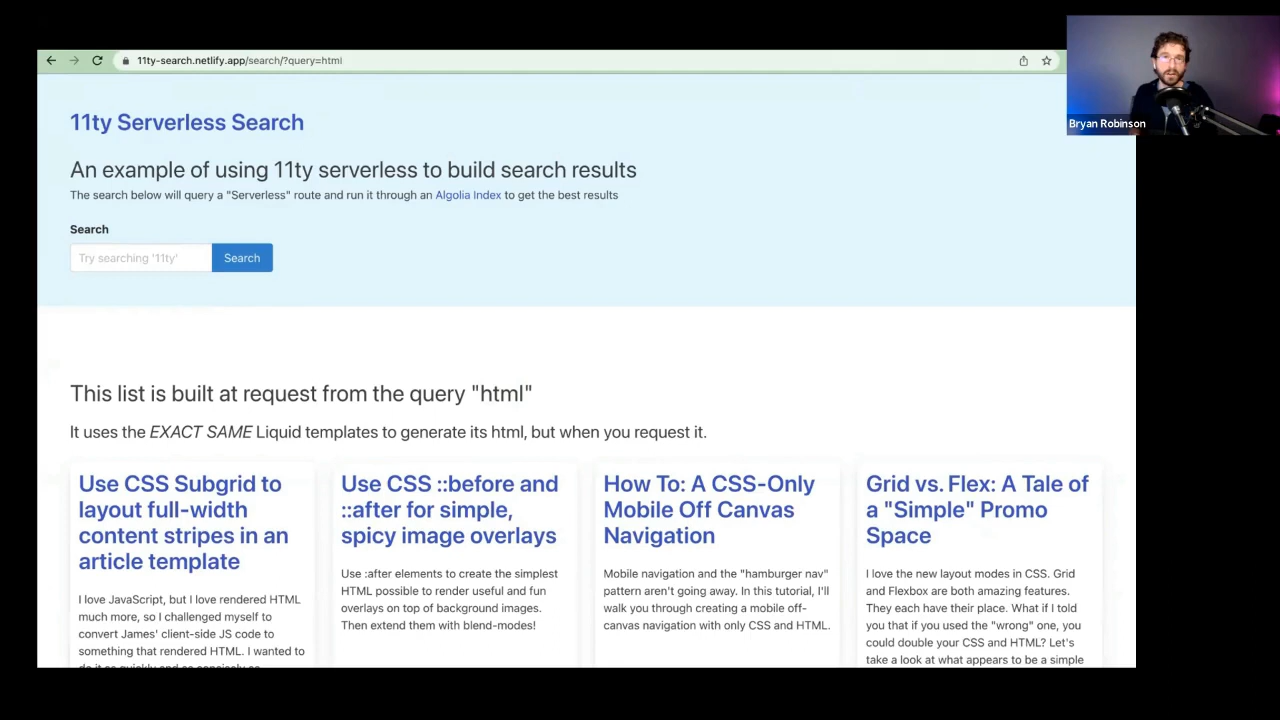 11ty-search.netlify.app/search/?query=html
Bryan Robinson
11ty Serverless Search
An example of using 11ty serverless to build search results
The search below will query a "Serverless" route and run it through an Algolia Index to get the best results
Search
Try searching '11ty'
Search
This list is built at request from the query "html"
It uses the EXACT SAME Liquid templates to generate its html, but when you request it.
Use CSS Subgrid to
layout full-width
content stripes in an
article template
I love JavaScript, but I love rendered HTML
much more, so I challenged myself to
convert James' client-side JS code to
something that rendered HTML. I wanted to
do it as quickly and as concisely as
Use CSS ::before and
::after for simple,
spicy image overlays
Use :after elements to create the simplest
HTML possible to render useful and fun
overlays on top of background images.
Then extend them with blend-modes!
How To: A CSS-Only
Mobile Off Canvas
Navigation
Mobile navigation and the "hamburger nav"
pattern aren't going away. In this tutorial, I'll
walk you through creating a mobile off-
canvas navigation with only CSS and HTML.
Grid vs. Flex: A Tale of
a "Simple" Promo
Space
I love the new layout modes in CSS. Grid
and Flexbox are both amazing features.
They each have their place. What if I told
you that if you used the "wrong" one, you
could double your CSS and HTML? Let's
take a look at what appears to be a simple